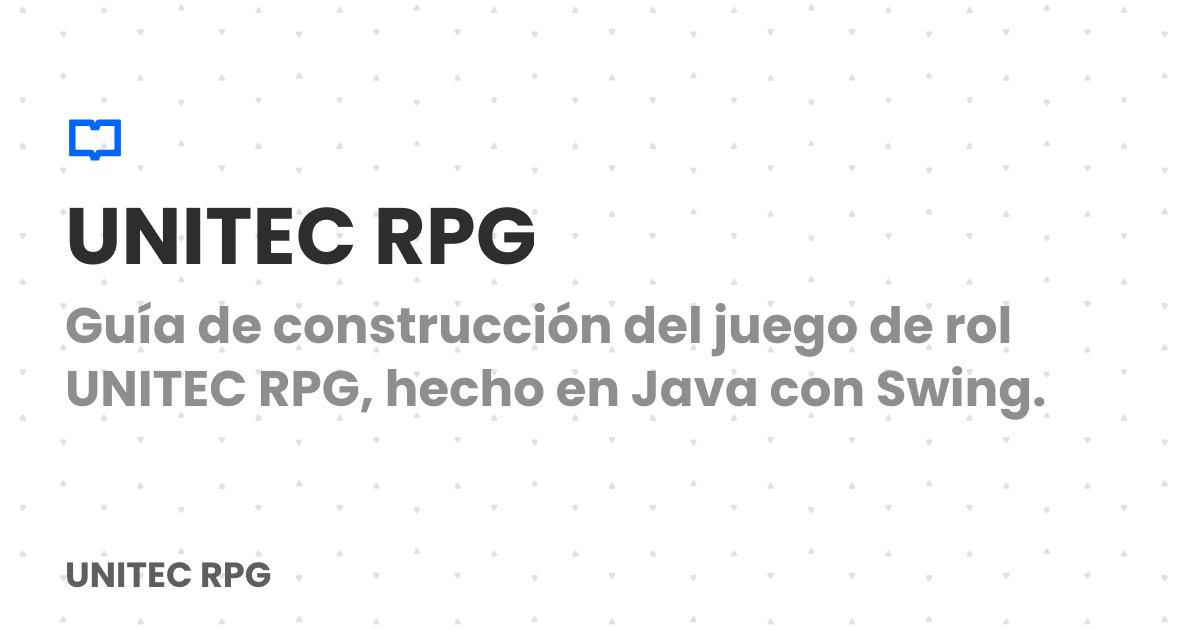 UNITEC RPG
Guía de construcción del juego de rol
UNITEC RPG, hecho en Java con Swing.
UNITEC RPG